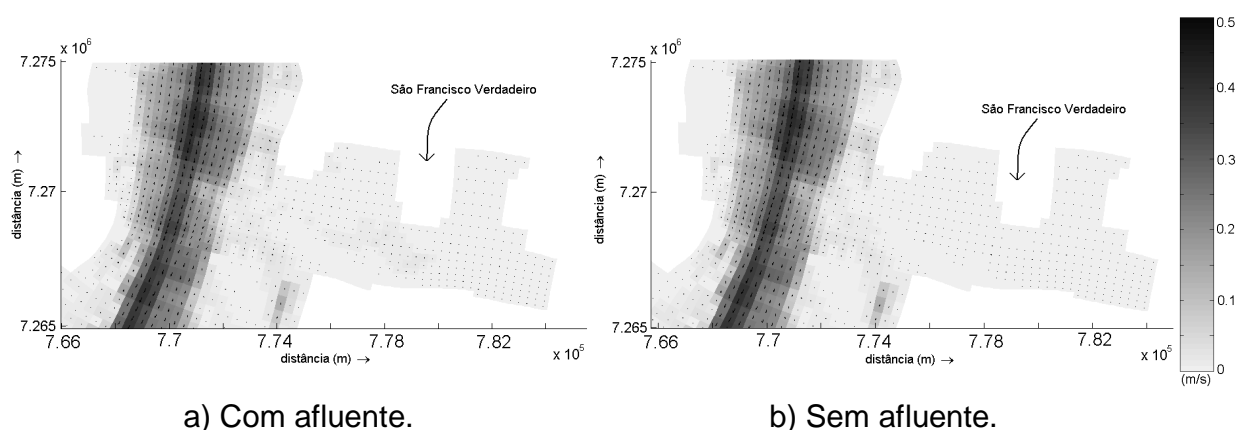 x 10^6
7.275
7.27
7.265
distância (m) →
São Francisco Verdadeiro
7.66
7.7
7.74
7.78
7.82
x 10^5
distância (m) →
a) Com afluente.
x 10^6
7.275
7.27
7.265
distância (m) →
São Francisco Verdadeiro
7.66
7.7
7.74
7.78
7.82
x 10^5
distância (m) →
b) Sem afluente.
0.5
0.4
0.3
0.2
0.1
0
(m/s)